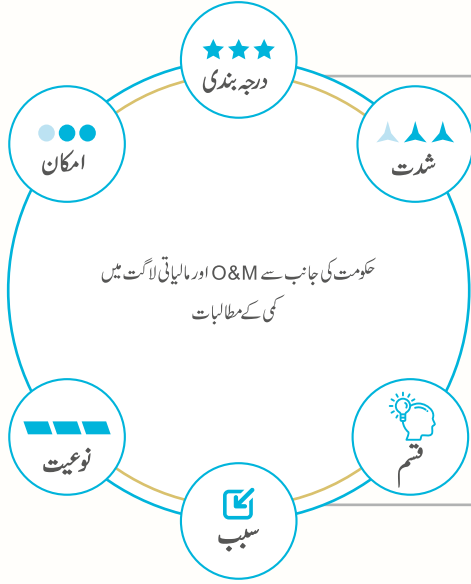 درجہ بندی
شدت
امکان
حکومت کی جانب سے O&M اور مالیاتی لاگت میں
کمی کے مطالبات
قسم
نوعیت
سبب